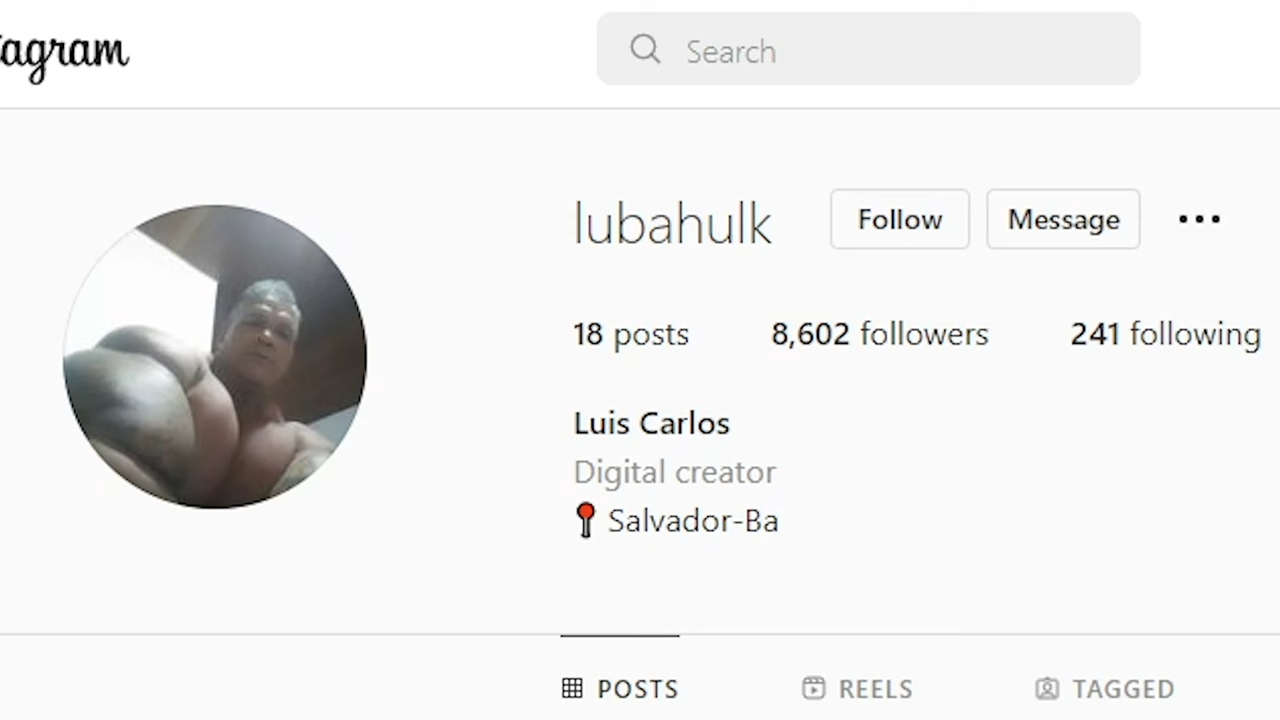 tagram
Search
lubahulk Follow Message
18 posts 8,602 followers 241 following
Luis Carlos
Digital creator
Salvador-Ba
POSTS REELS TAGGED